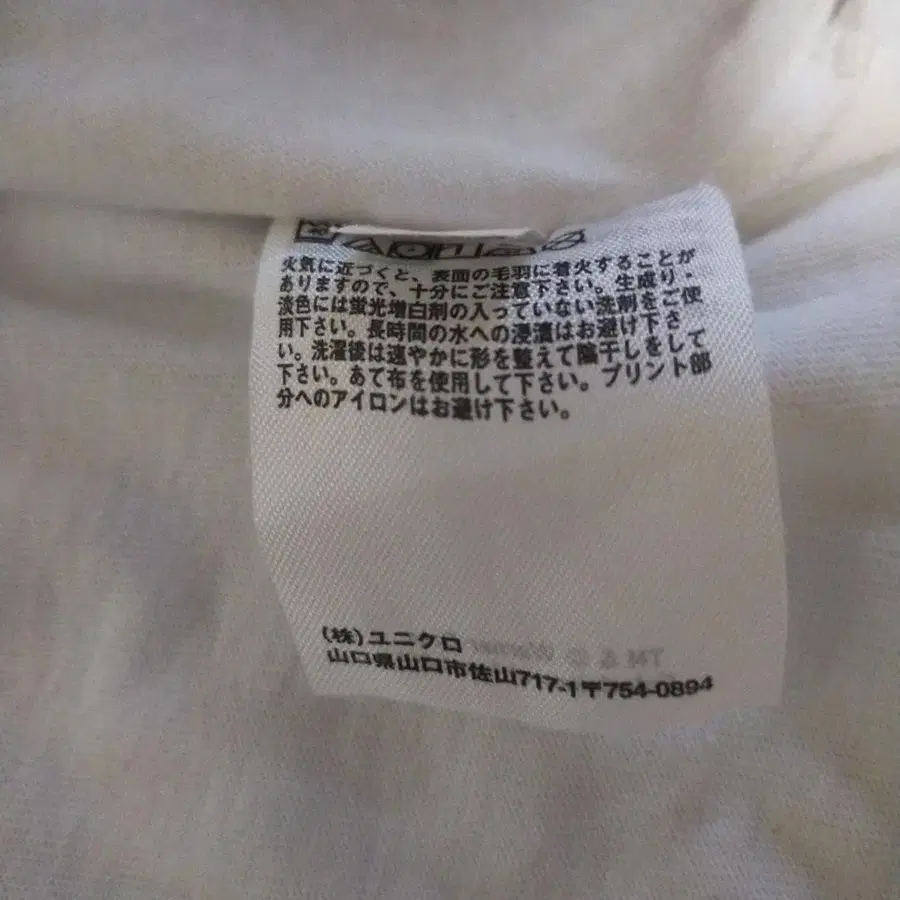 火気に近づくと、表面の毛羽に着火することが
ありますので、十分にご注意下さい。生成り・
淡色には蛍光増白剤の入っていない洗剤をご使
用下さい。長時間の水への浸漬はお避け下さ
い。洗濯後は速やかに形を整えて陰干しをして
下さい。あて布を使用して下さい。プリント部
分へのアイロンはお避け下さい。
(株)ユニクロ
TM & © Warner
山口県山口市佐山717-1〒754-0894